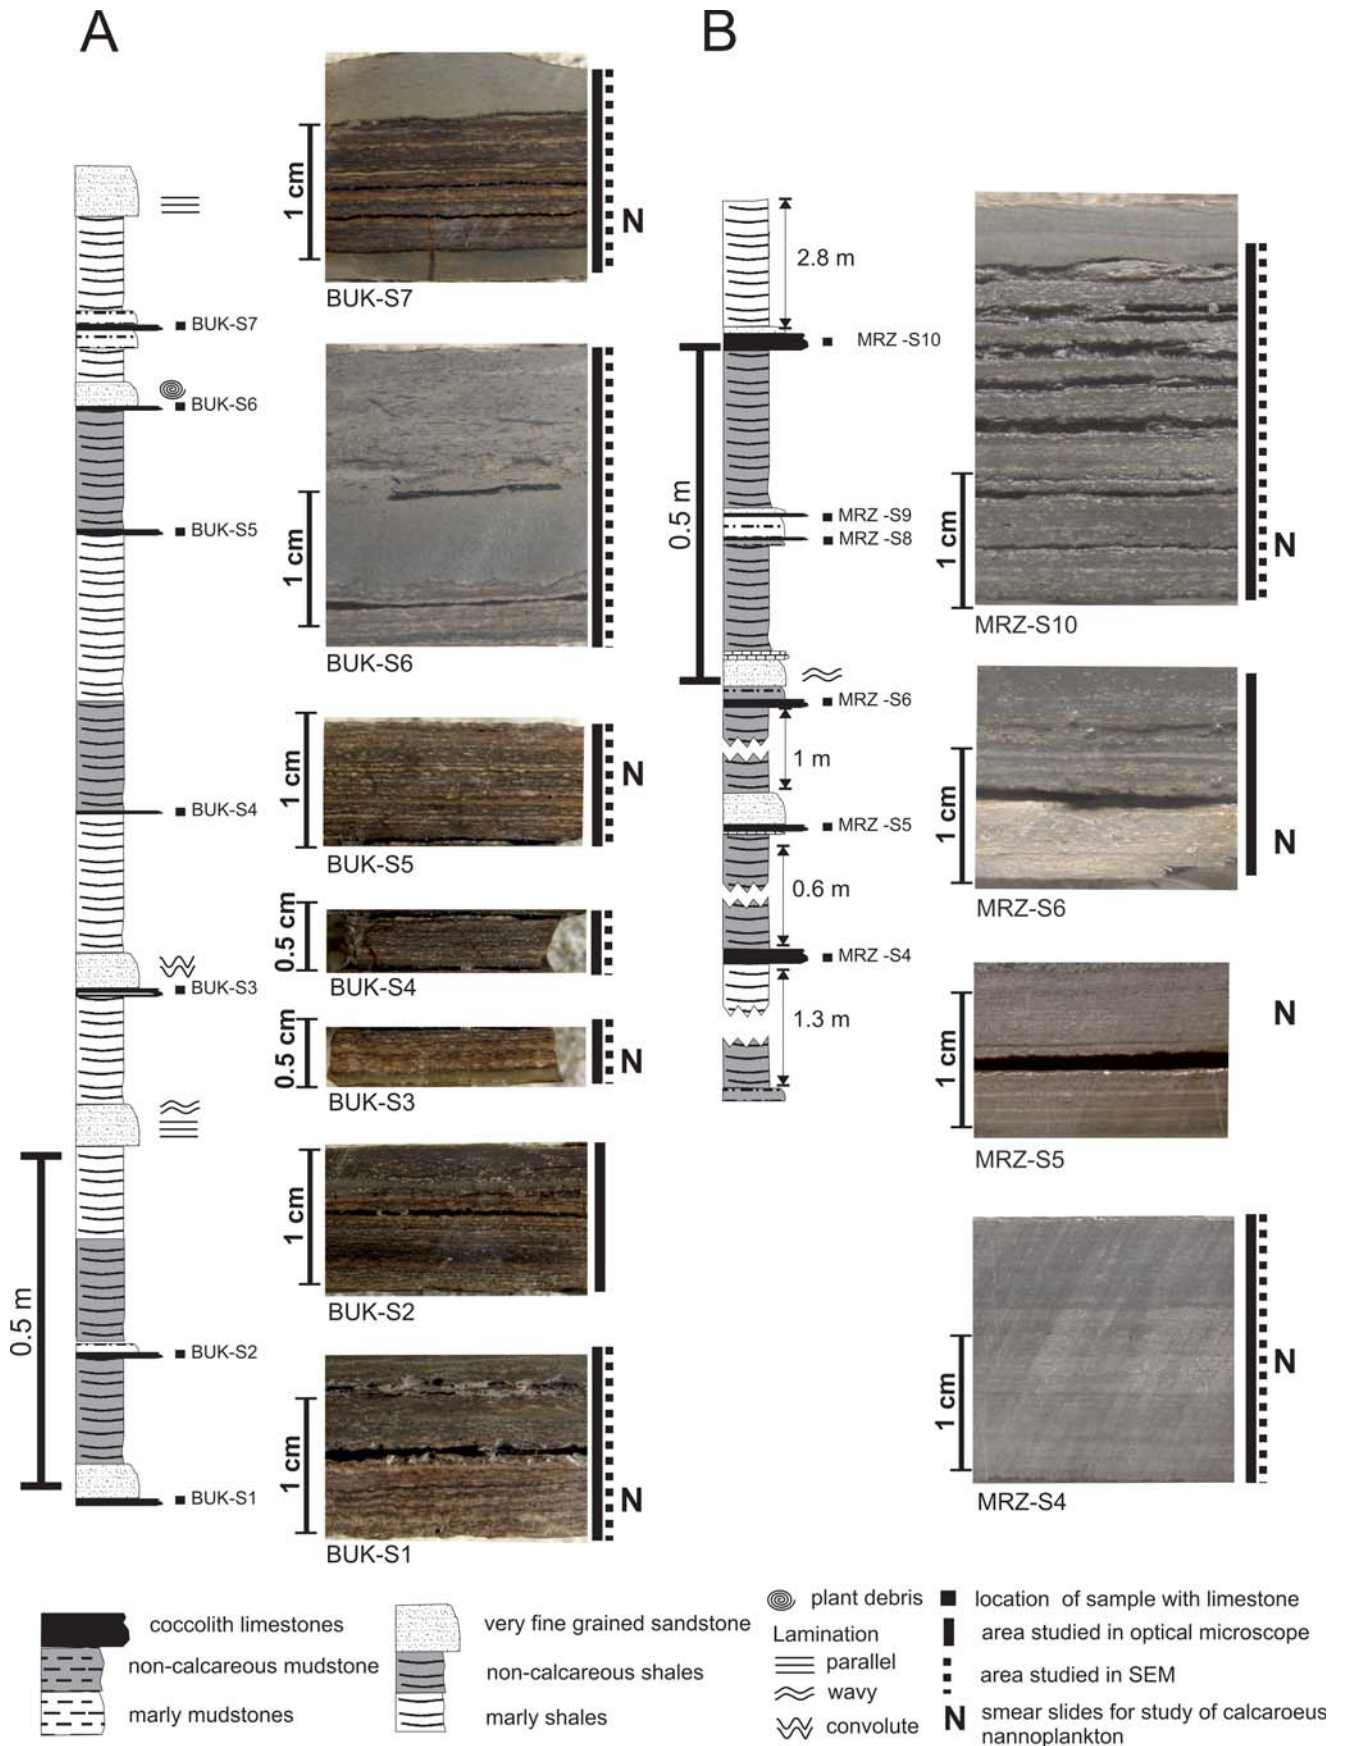 A
B
1 cm
N
BUK-S7
BUK-S7
BUK-S6
BUK-S5
BUK-S4
BUK-S3
BUK-S2
BUK-S1
0.5 m
1 cm
BUK-S6
1 cm
N
BUK-S5
0.5 cm
BUK-S4
0.5 cm
N
BUK-S3
1 cm
BUK-S2
1 cm
N
BUK-S1
2.8 m
MRZ -S10
0.5 m
MRZ -S9
MRZ -S8
MRZ -S6
1 m
MRZ -S5
0.6 m
MRZ -S4
1.3 m
1 cm
N
MRZ-S10
1 cm
N
MRZ-S6
1 cm
N
MRZ-S5
1 cm
N
MRZ-S4
coccolith limestones
non-calcareous mudstone
marly mudstones
very fine grained sandstone
non-calcareous shales
marly shales
plant debris
Lamination
parallel
wavy
convolute
location of sample with limestone
area studied in optical microscope
area studied in SEM
N smear slides for study of calcaroeus
nannoplankton